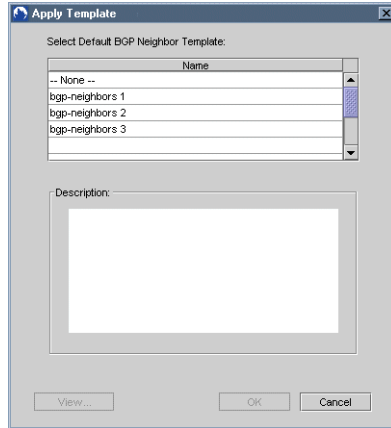 Apply Template
Select Default BGP Neighbor Template:
Name
-- None --
bgp-neighbors 1
bgp-neighbors 2
bgp-neighbors 3
Description:
View...
OK
Cancel